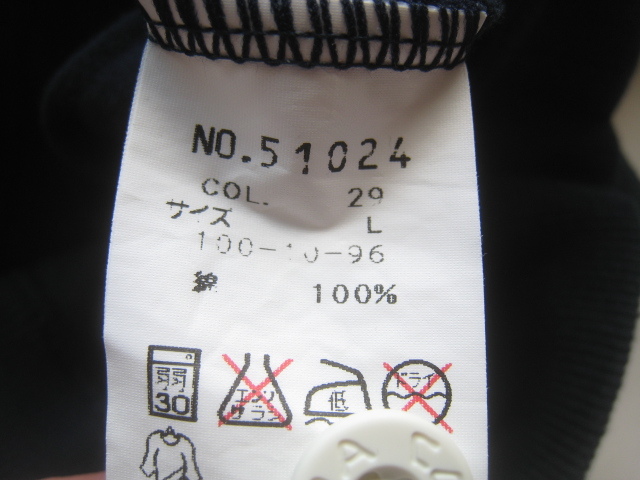 NO.51024
COL. 29
サイズ L
100-10-96
綿 100%
弱 30
エンソ サラシ
低
ドライ